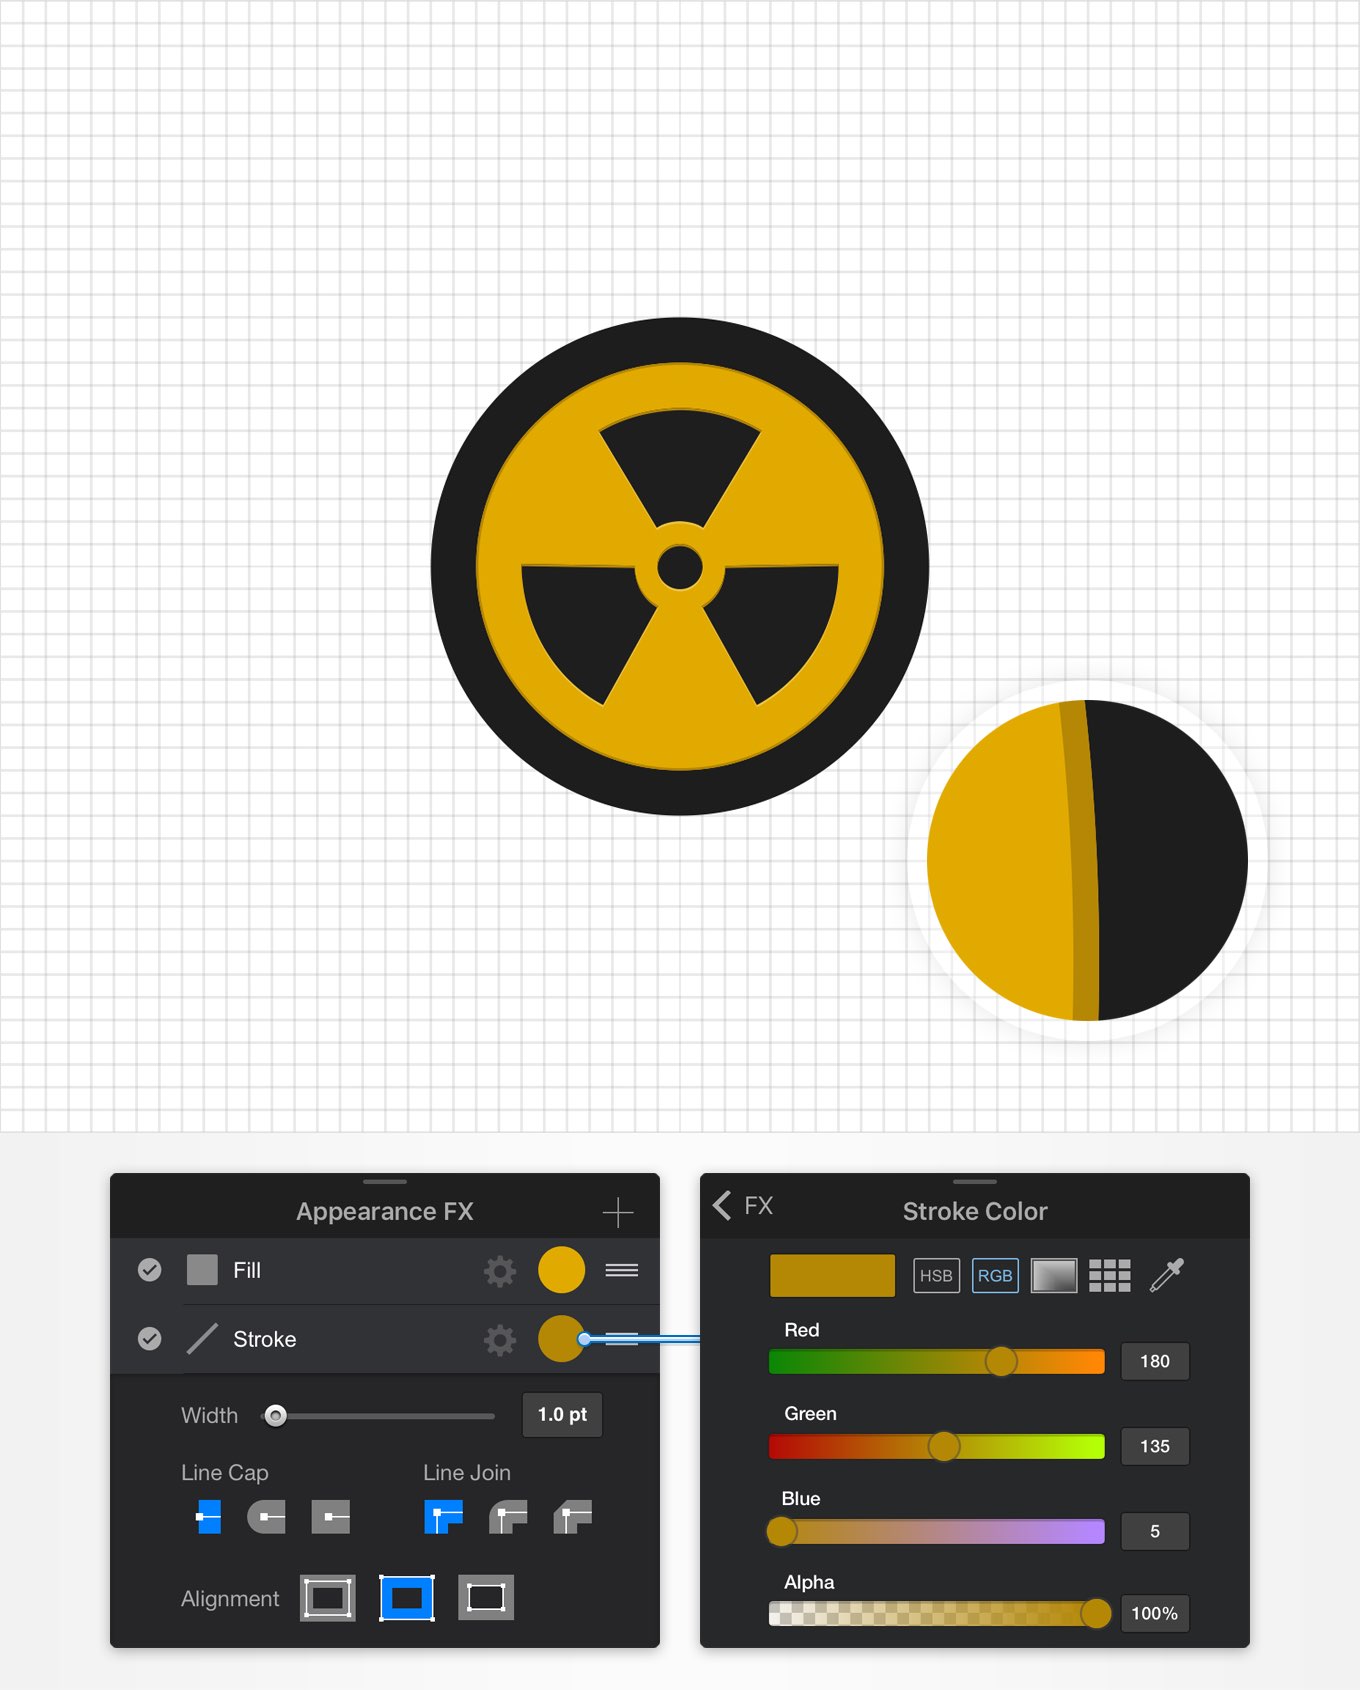 Appearance FX
Fill
Stroke
Width 1.0 pt
Line Cap Line Join
Alignment
FX Stroke Color
HSB RGB
Red
180
Green
135
Blue
5
Alpha
100%